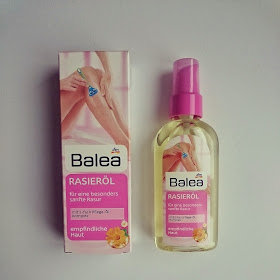 Balea
RASIERÖL
für eine besonders
sanfte Rasur
empfindliche
Haut
Balea
RASIERÖL
für eine besonders
sanfte Rasur
empfindliche
Haut